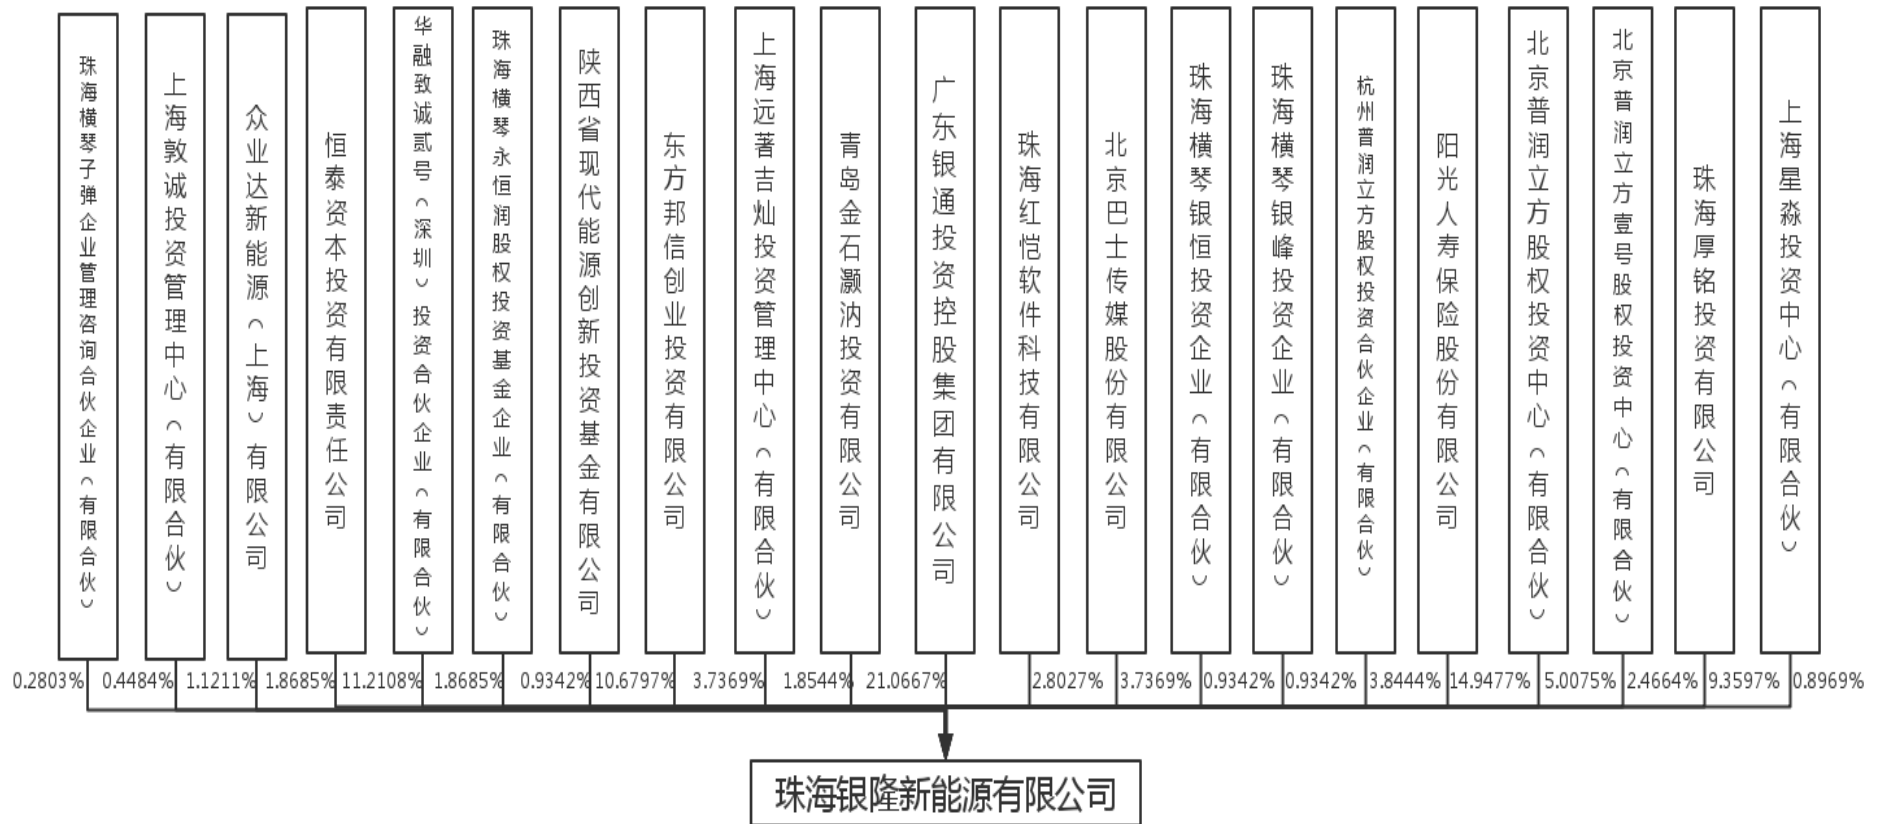 珠海横琴子弹企业管理咨询合伙企业（有限合伙）
上海敦诚投资管理中心（有限合伙）
众业达新能源（上海）有限公司
恒泰资本投资有限责任公司
华融致诚贰号（深圳）投资合伙企业（有限合伙）
珠海横琴永恒润股权投资基金企业（有限合伙）
陕西省现代能源创新投资基金有限公司
东方邦信创业投资有限公司
上海远著吉灿投资管理中心（有限合伙）
青岛金石灏汭投资有限公司
广东银通投资控股集团有限公司
珠海红恺软件科技有限公司
北京巴士传媒股份有限公司
珠海横琴银恒投资企业（有限合伙）
珠海横琴银峰投资企业（有限合伙）
杭州普润立方股权投资合伙企业（有限合伙）
阳光人寿保险股份有限公司
北京普润立方股权投资中心（有限合伙）
北京普润立方壹号股权投资中心（有限合伙）
珠海厚铭投资有限公司
上海星淼投资中心（有限合伙）
0.2803%
0.4484%
1.1211%
1.8685%
11.2108%
1.8685%
0.9342%
10.6797%
3.7369%
1.8544%
21.0667%
2.8027%
3.7369%
0.9342%
0.9342%
3.8444%
14.9477%
5.0075%
2.4664%
9.3597%
0.8969%
珠海银隆新能源有限公司